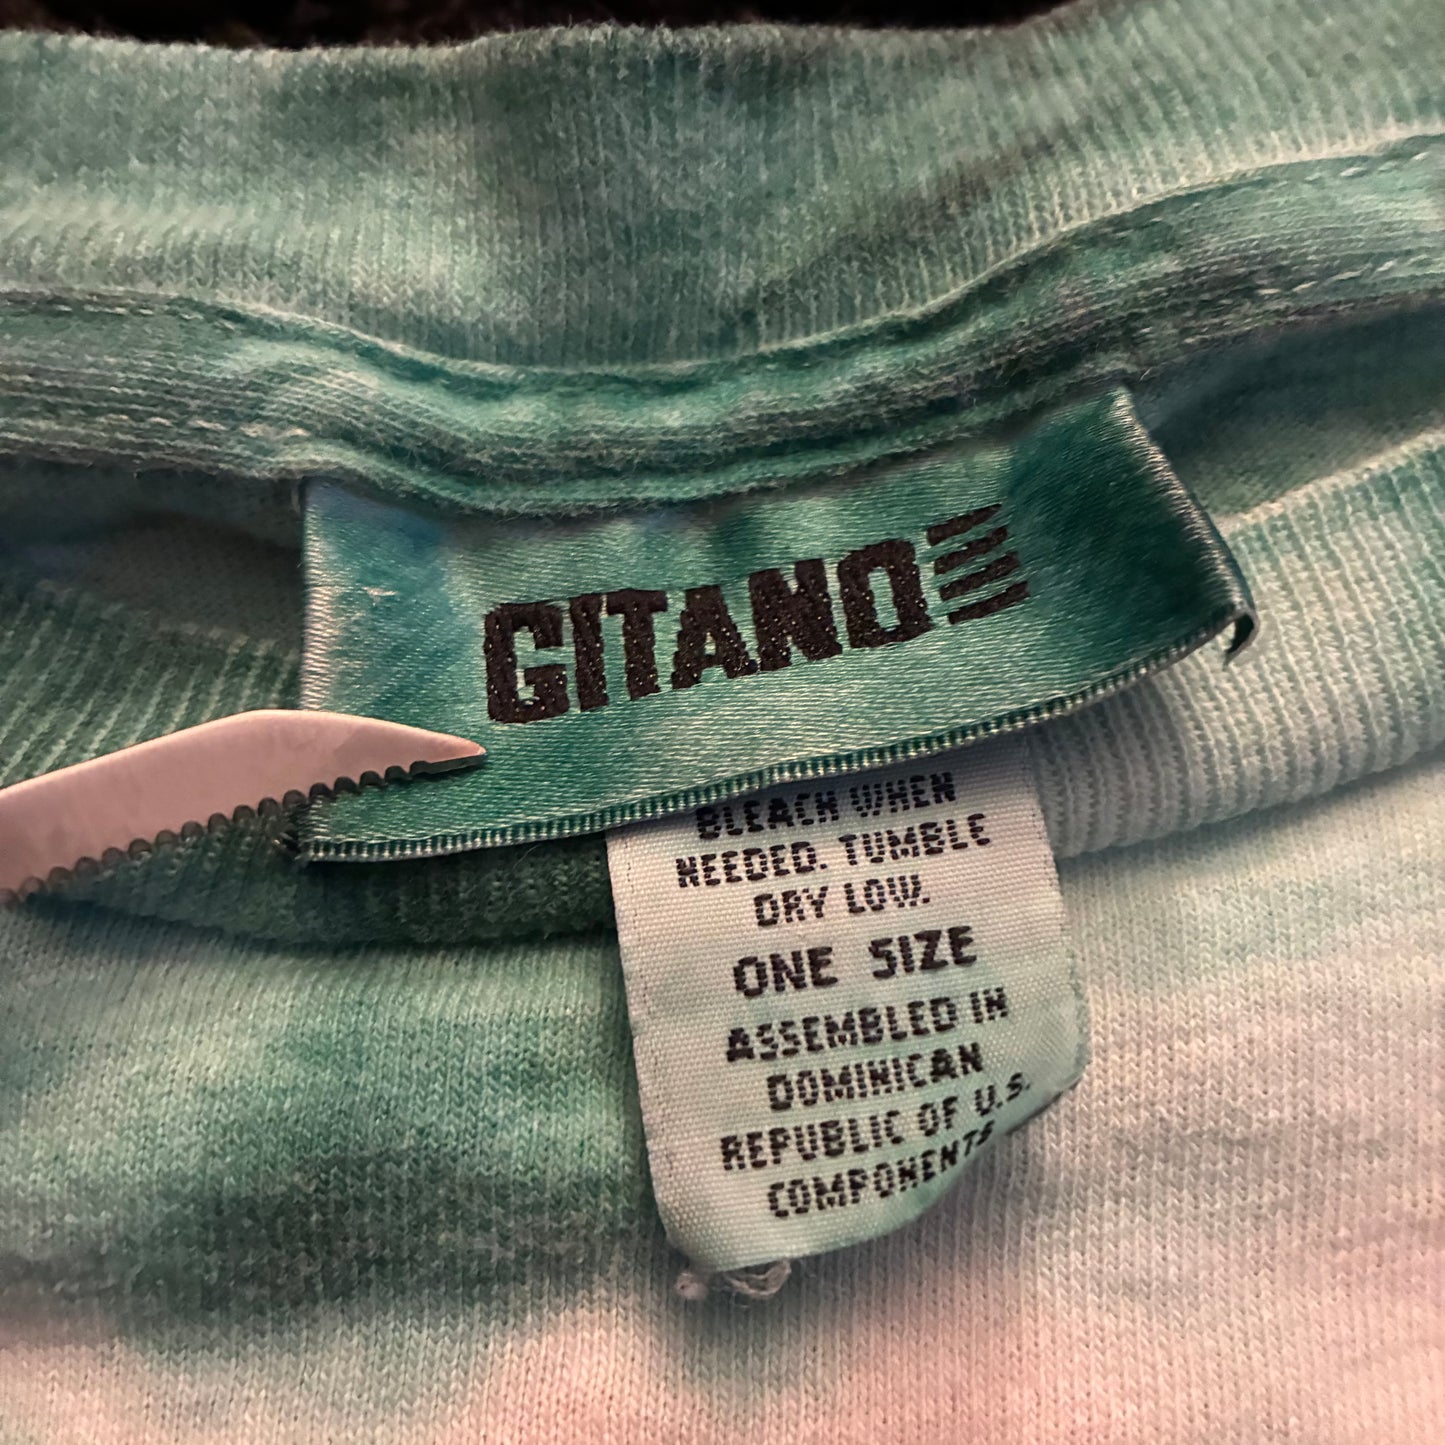 GITANO
BLEACH WHEN
NEEDED. TUMBLE
DRY LOW.
ONE SIZE
ASSEMBLED IN
DOMINICAN
REPUBLIC OF U.S.
COMPONENTS